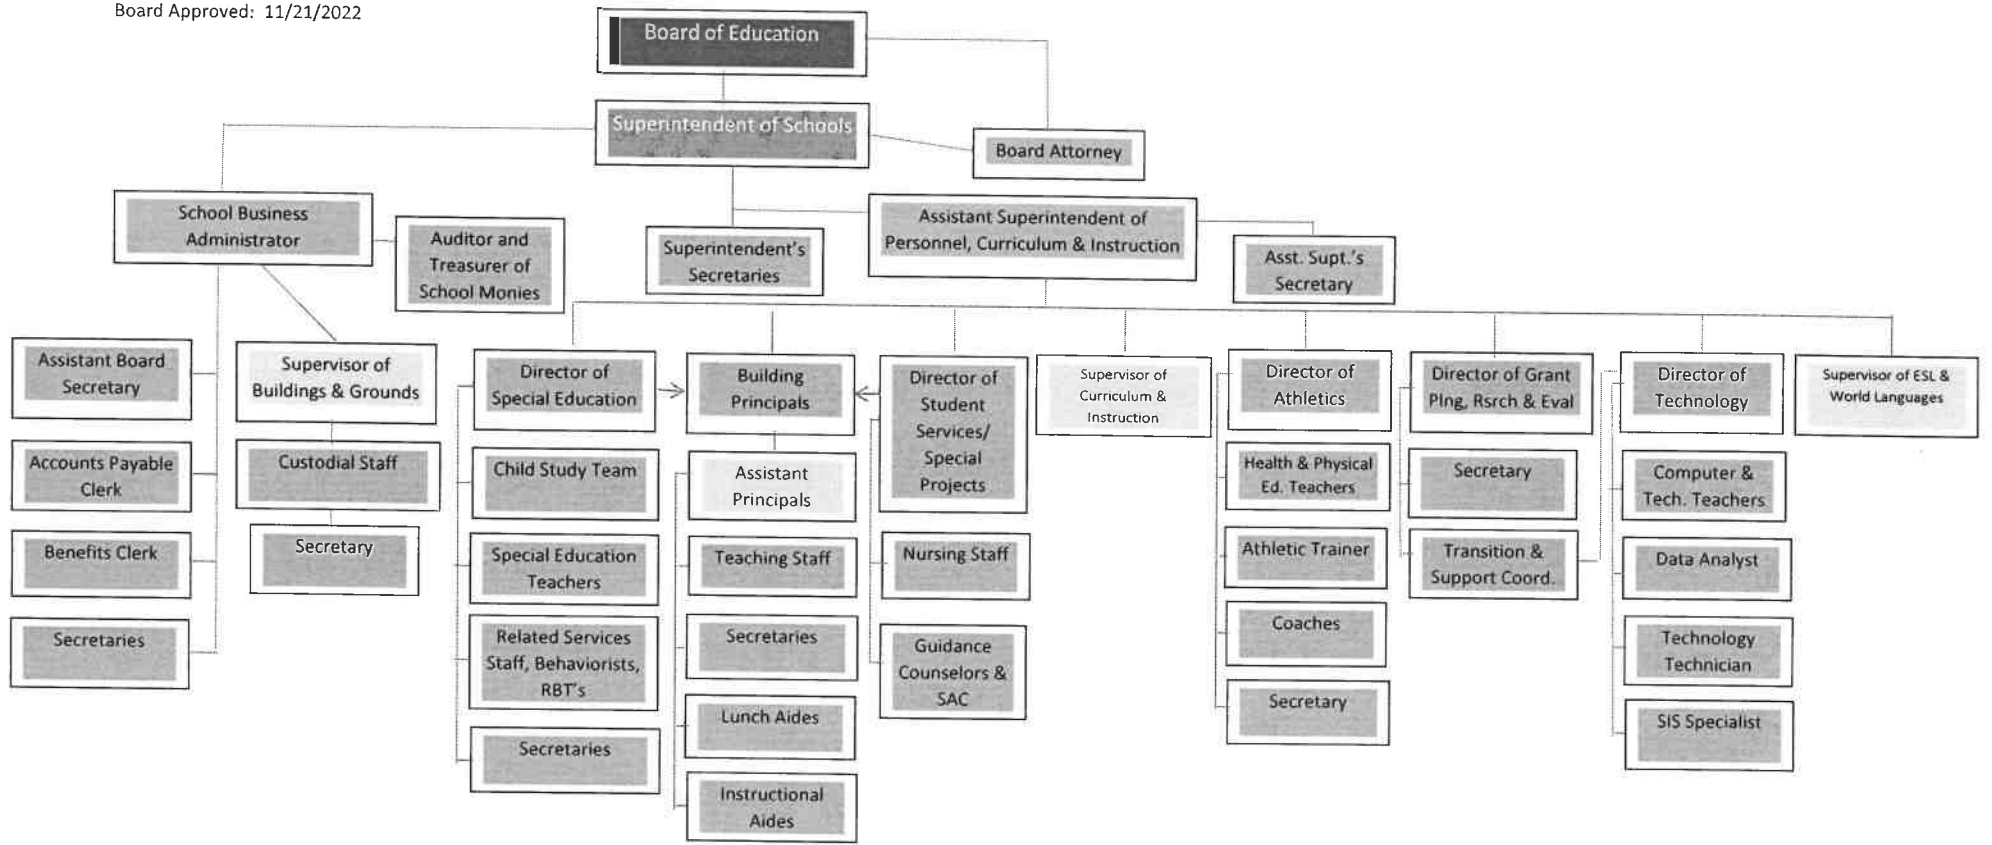 Board Approved: 11/21/2022
Board of Education
Superintendent of Schools
Board Attorney
School Business
Administrator
Auditor and
Treasurer of
School Monies
Superintendent's
Secretaries
Assistant Superintendent of
Personnel, Curriculum & Instruction
Asst. Supt.'s
Secretary
Assistant Board
Secretary
Accounts Payable
Clerk
Benefits Clerk
Secretaries
Supervisor of
Buildings & Grounds
Custodial Staff
Secretary
Director of
Special Education
Child Study Team
Special Education
Teachers
Related Services
Staff, Behaviorists,
RBT's
Secretaries
Building
Principals
Assistant
Principals
Teaching Staff
Secretaries
Lunch Aides
Instructional
Aides
Director of
Student
Services/
Special
Projects
Nursing Staff
Guidance
Counselors &
SAC
Supervisor of
Curriculum &
Instruction
Director of
Athletics
Health & Physical
Ed. Teachers
Athletic Trainer
Coaches
Secretary
Director of Grant
Plng, Rsrch & Eval
Secretary
Transition &
Support Coord.
Director of
Technology
Computer &
Tech. Teachers
Data Analyst
Technology
Technician
SIS Specialist
Supervisor of ESL &
World Languages